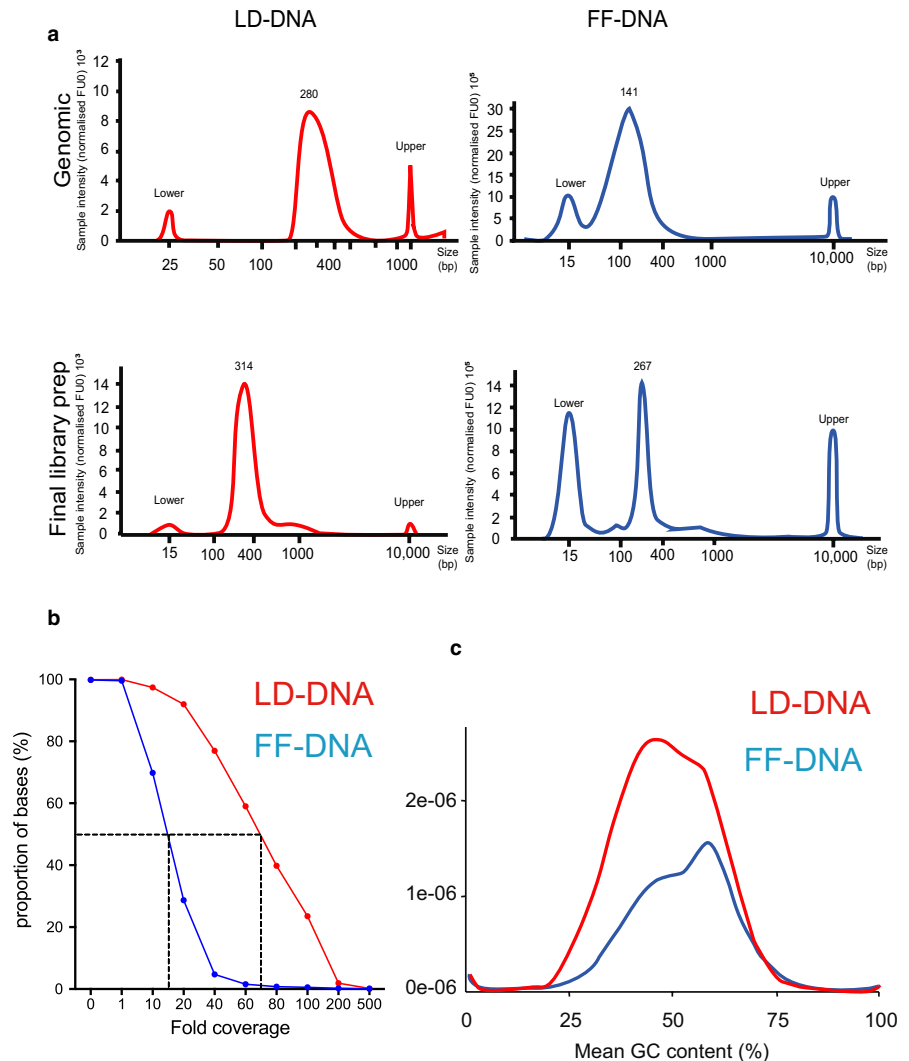 LD-DNA
FF-DNA
a
Genomic
Sample intensity (normalised FU0) 10³
12
10
8
6
4
2
0
Lower
280
Upper
25
50
100
400
1000
Size
(bp)
Sample intensity (normalised FU0) 10⁵
30
25
20
15
10
5
0
Lower
141
Upper
15
100
400
1000
10,000
Size
(bp)
Final library prep
Sample intensity (normalised FU0) 10³
14
12
10
8
6
4
2
0
Lower
314
Upper
15
100
400
1000
10,000
Size
(bp)
Sample intensity (normalised FU0) 10⁵
14
12
10
8
6
4
2
0
Lower
267
Upper
15
100
400
1000
10,000
Size
(bp)
b
proportion of bases (%)
100
80
60
40
20
0
LD-DNA
FF-DNA
0
1
10
20
40
60
80
100
200
500
Fold coverage
c
LD-DNA
FF-DNA
2e-06
1e-06
0e-06
0
25
50
75
100
Mean GC content (%)